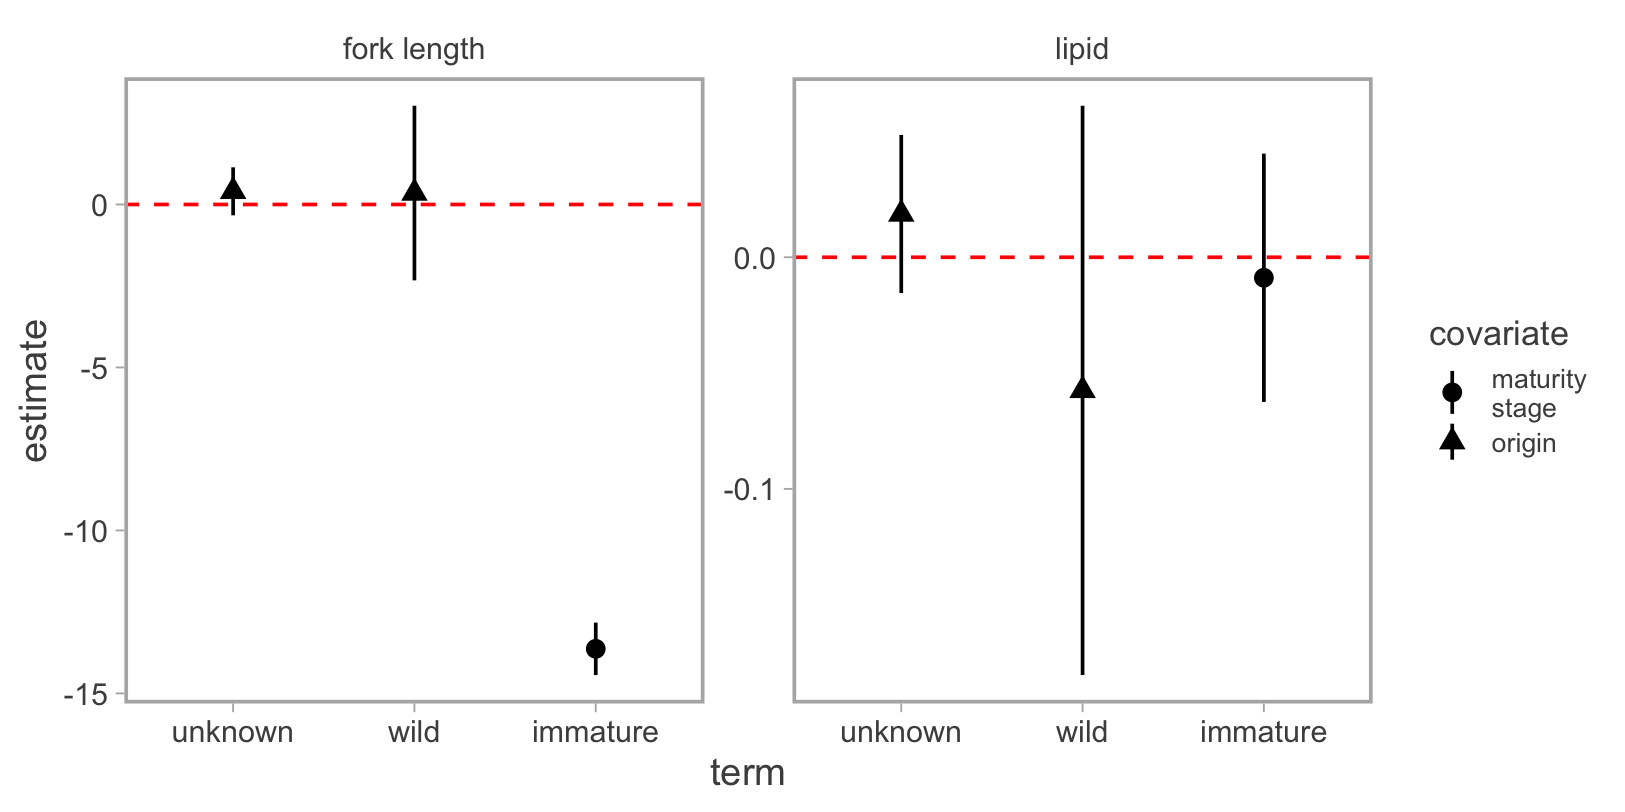 fork length
lipid
estimate
0
-5
-10
-15
0.0
-0.1
unknown
wild
immature
unknown
wild
immature
term
covariate
maturity
stage
origin